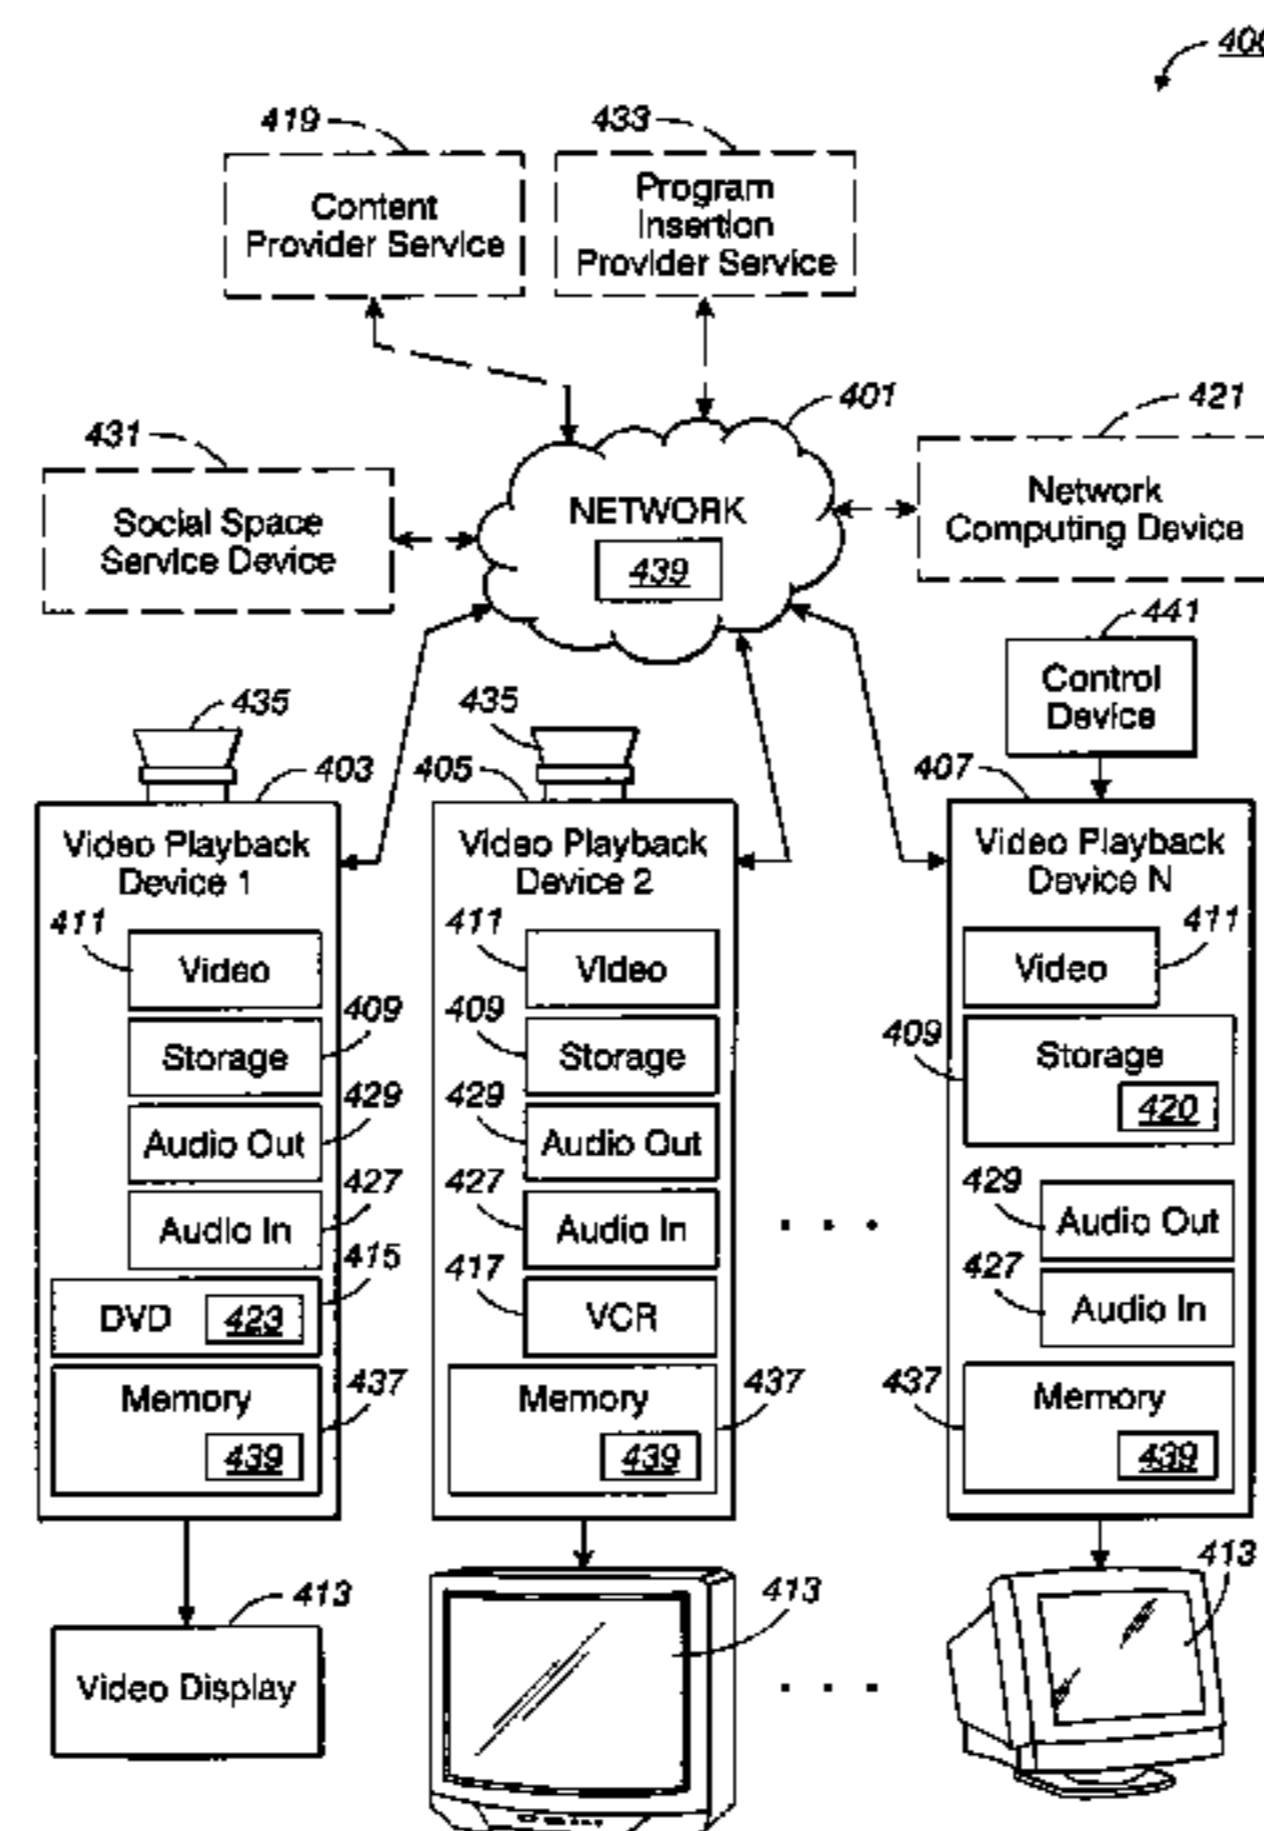 400
419
433
Content
Provider Service
Program
Insertion
Provider Service
401
421
431
Social Space
Service Device
NETWORK
439
Network
Computing Device
441
Control
Device
435
435
403
405
407
Video Playback
Device 1
Video Playback
Device 2
Video Playback
Device N
411
Video
411
Video
411
Video
409
Storage
409
Storage
409
Storage
420
429
Audio Out
429
Audio Out
429
Audio Out
427
Audio In
427
Audio In
427
Audio In
415
DVD
423
417
VCR
437
Memory
439
437
Memory
439
437
Memory
439
413
Video Display
413
413